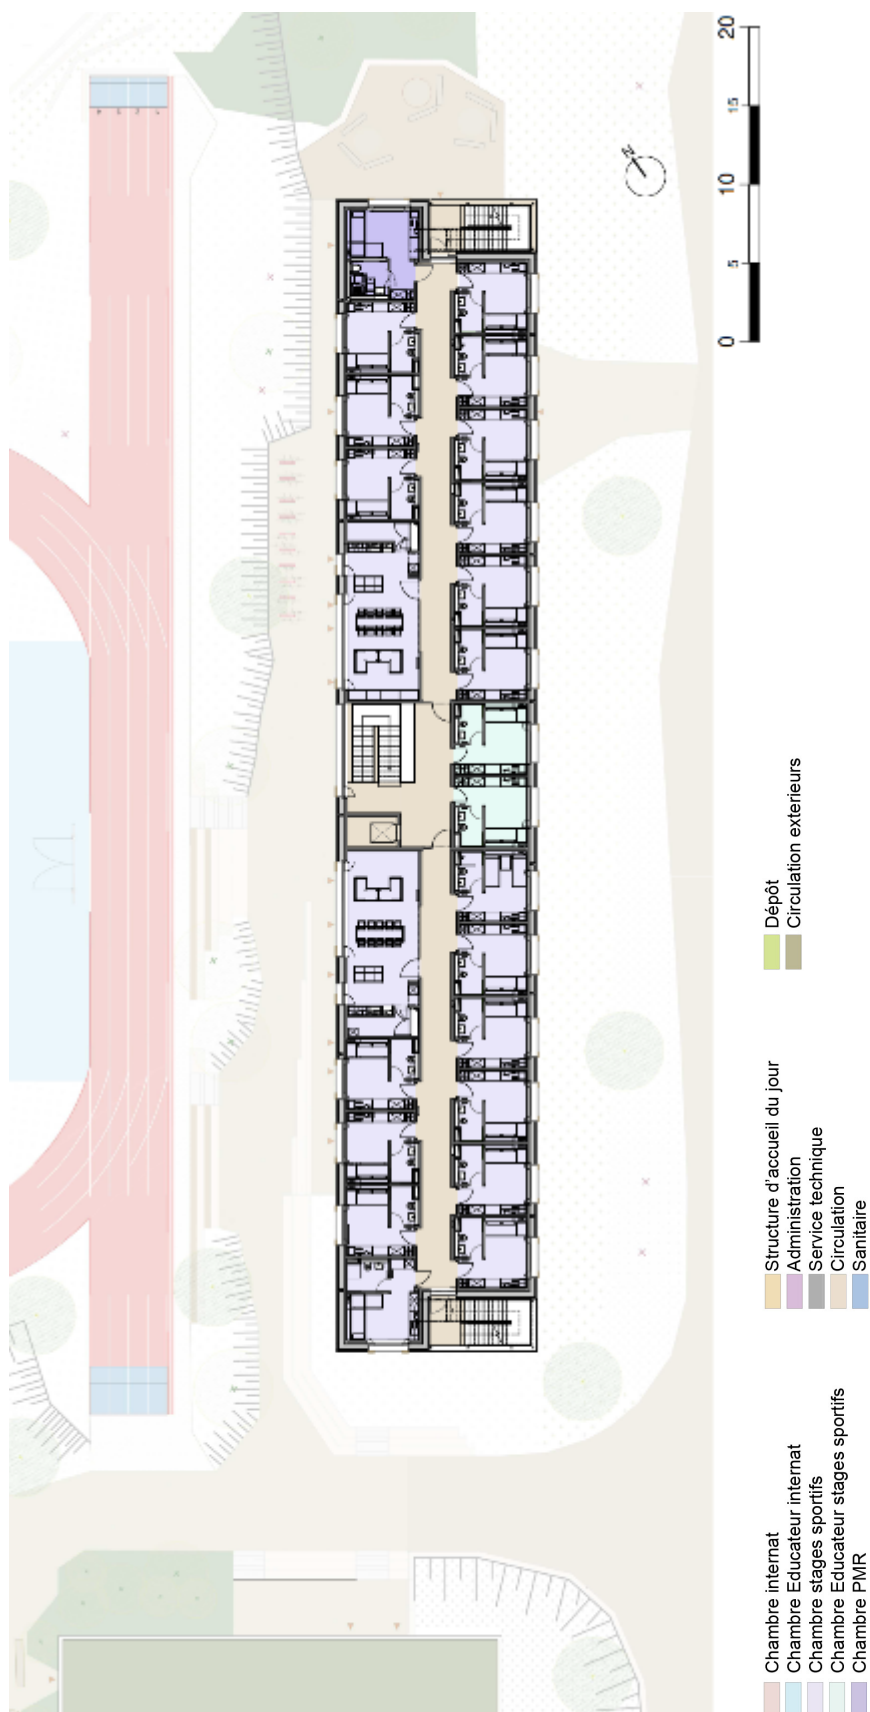 20
15
10
5
0
N
Chambre internat
Chambre Educateur internat
Chambre stages sportifs
Chambre Educateur stages sportifs
Chambre PMR
Structure d'accueil du jour
Administration
Service technique
Circulation
Sanitaire
Dépôt
Circulation exterieurs